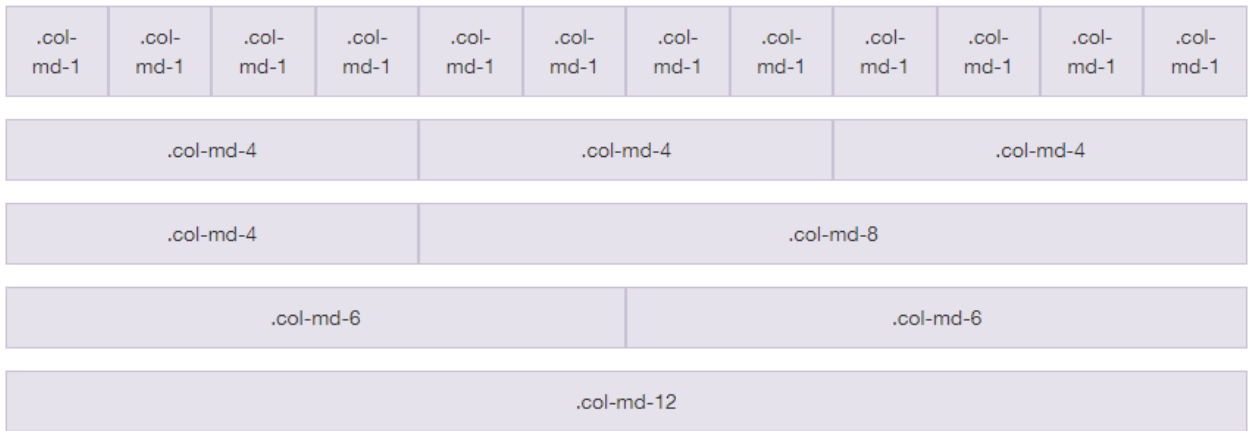 .col- .col- .col- .col- .col- .col- .col- .col- .col- .col- .col- .col-
md-1 md-1 md-1 md-1 md-1 md-1 md-1 md-1 md-1 md-1 md-1 md-1
.col-md-4 .col-md-4 .col-md-4
.col-md-4 .col-md-8
.col-md-6 .col-md-6
.col-md-12